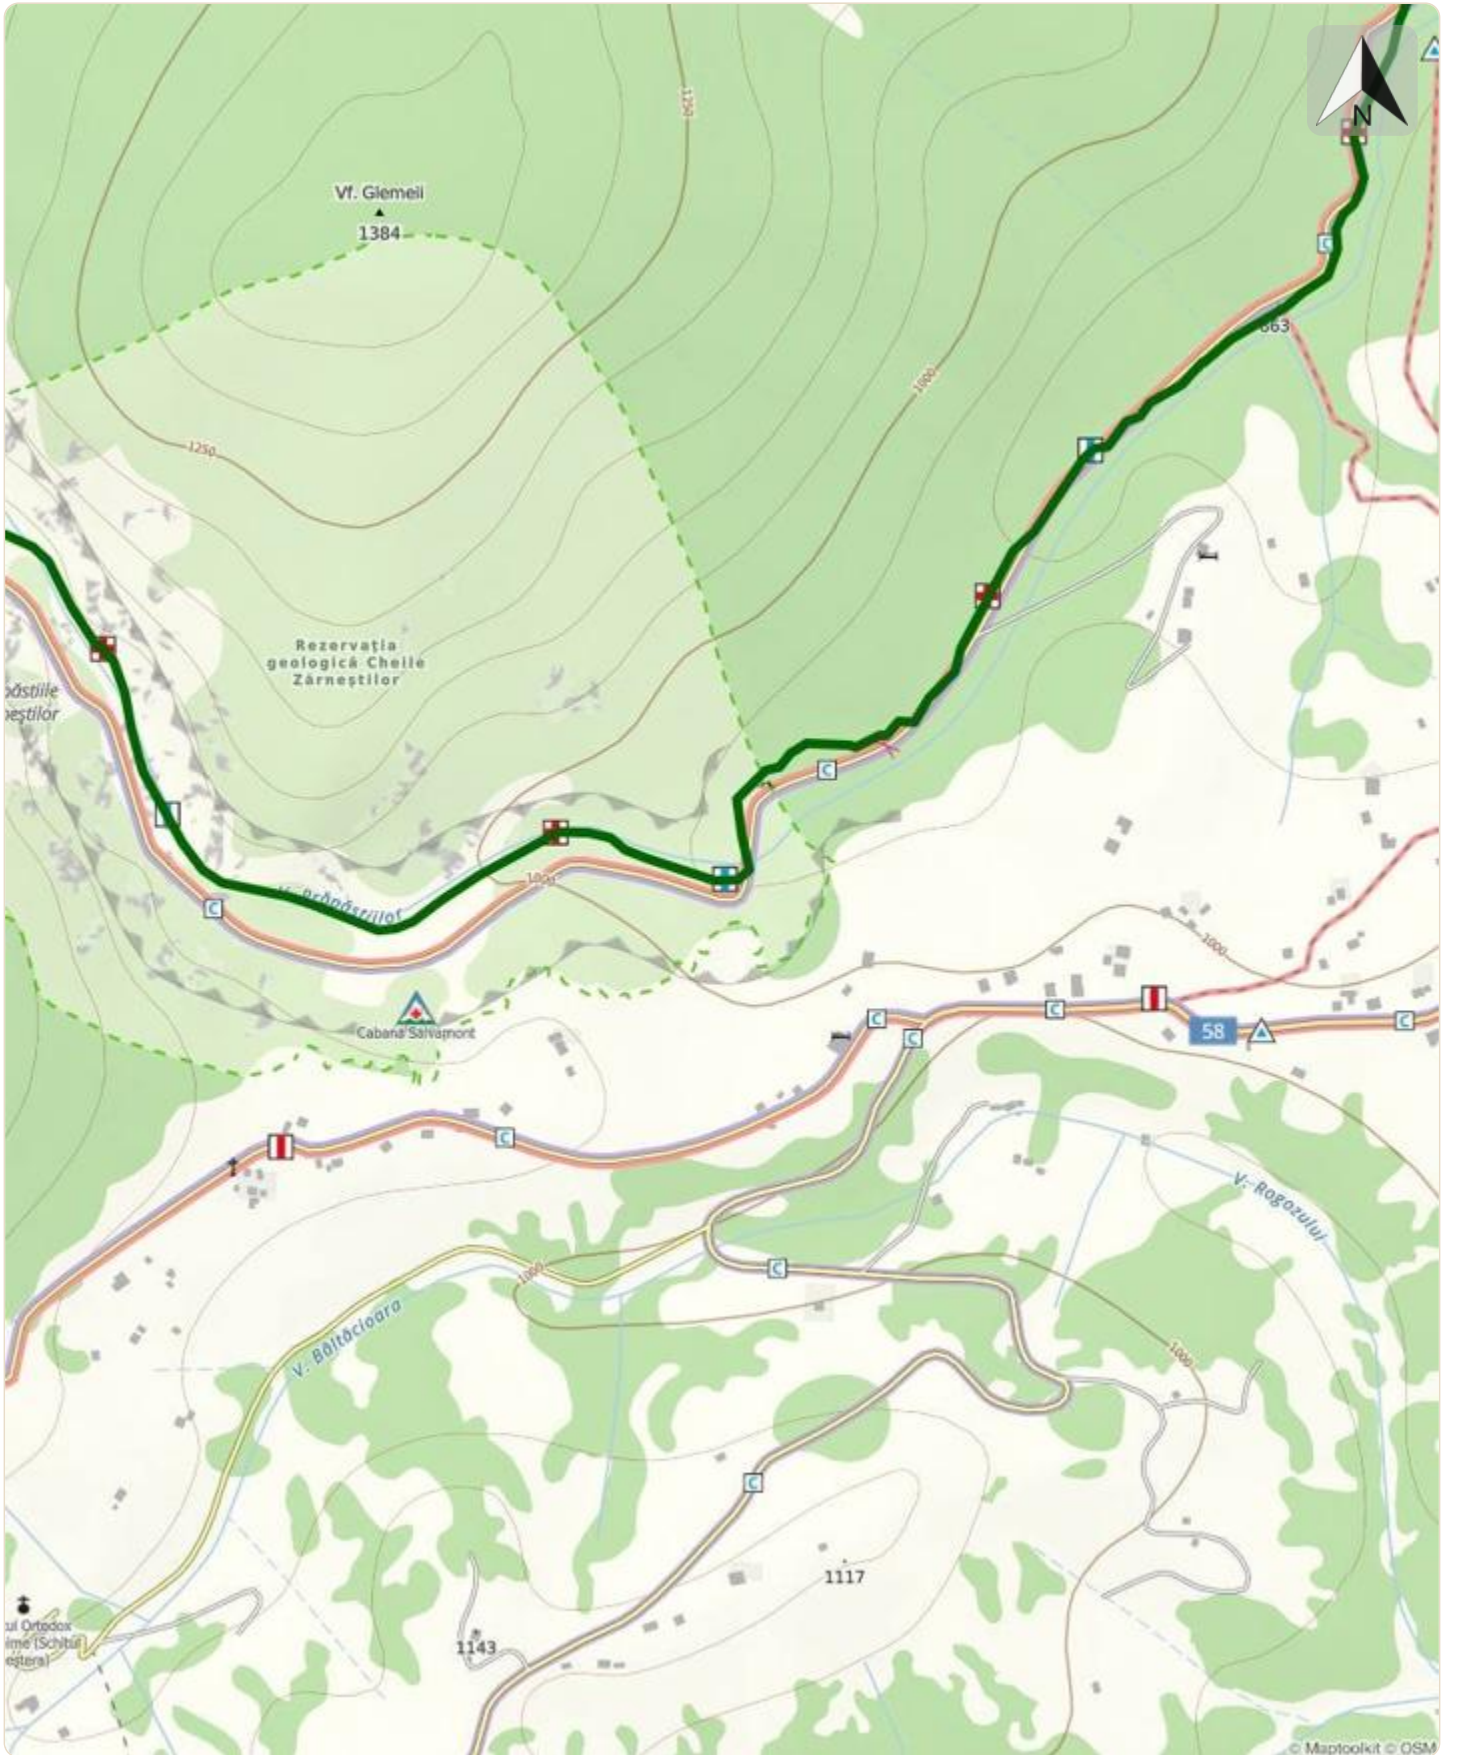 N
1250
Vf. Glemeii
1384
863
1000
1250
Rezervația
geologică Cheile
Zărneștilor
C
C
C
1000
1000
Cabana Salvamont
C
C
C
58
C
C
V. Rogozului
C
1000
V. Bâltăcioara
1000
C
1117
1143
© Maptoolkit © OSM